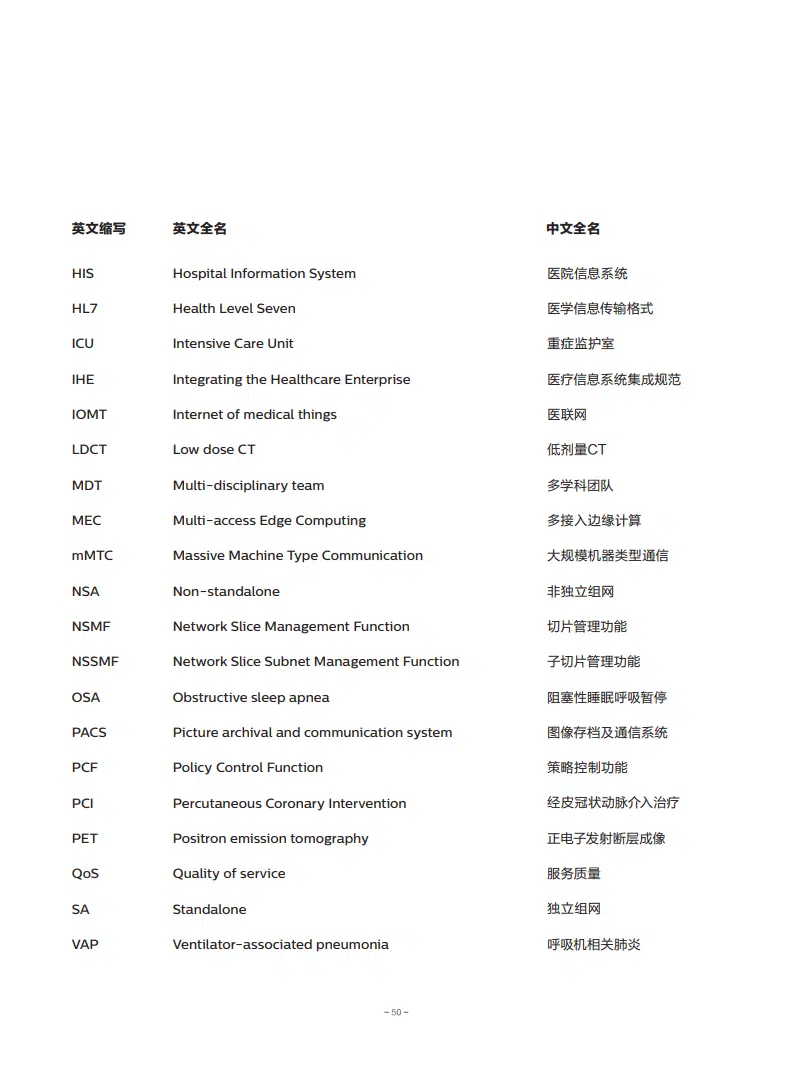 英文缩写 英文全名 中文全名
HIS Hospital Information System 医院信息系统
HL7 Health Level Seven 医学信息传输格式
ICU Intensive Care Unit 重症监护室
IHE Integrating the Healthcare Enterprise 医疗信息系统集成规范
IOMT Internet of medical things 医联网
LDCT Low dose CT 低剂量CT
MDT Multi-disciplinary team 多学科团队
MEC Multi-access Edge Computing 多接入边缘计算
mMTC Massive Machine Type Communication 大规模机器类型通信
NSA Non-standalone 非独立组网
NSMF Network Slice Management Function 切片管理功能
NSSMF Network Slice Subnet Management Function 子切片管理功能
OSA Obstructive sleep apnea 阻塞性睡眠呼吸暂停
PACS Picture archival and communication system 图像存档及通信系统
PCF Policy Control Function 策略控制功能
PCI Percutaneous Coronary Intervention 经皮冠状动脉介入治疗
PET Positron emission tomography 正电子发射断层成像
QoS Quality of service 服务质量
SA Standalone 独立组网
VAP Ventilator-associated pneumonia 呼吸机相关肺炎
– 50 –